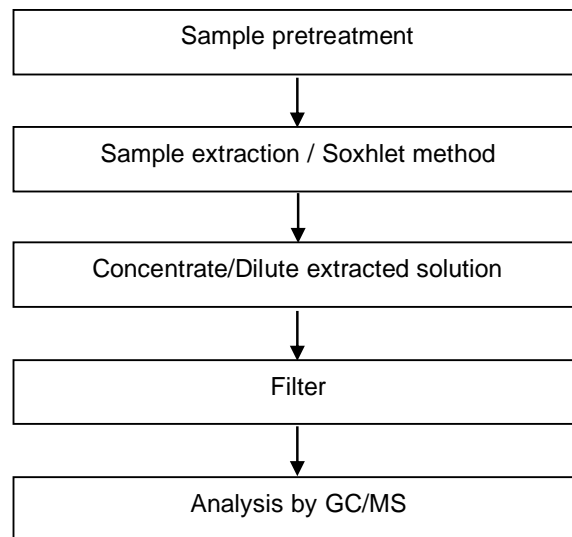 Sample pretreatment
Sample extraction / Soxhlet method
Concentrate/Dilute extracted solution
Filter
Analysis by GC/MS